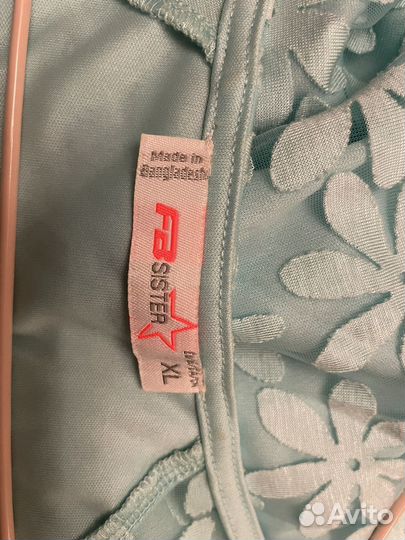 Made in
Bangladesh
FB
SISTER
XL
Avito